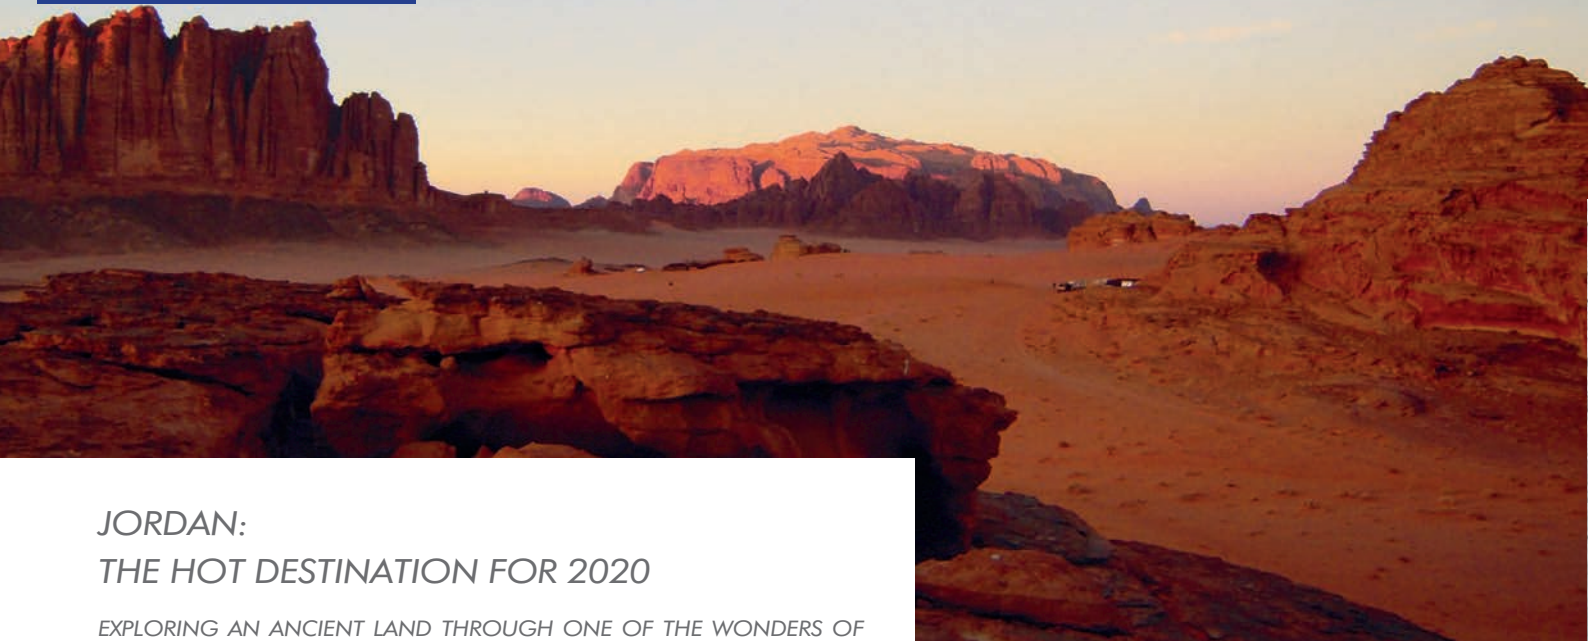 JORDAN:
THE HOT DESTINATION FOR 2020
EXPLORING AN ANCIENT LAND THROUGH ONE OF THE WONDERS OF